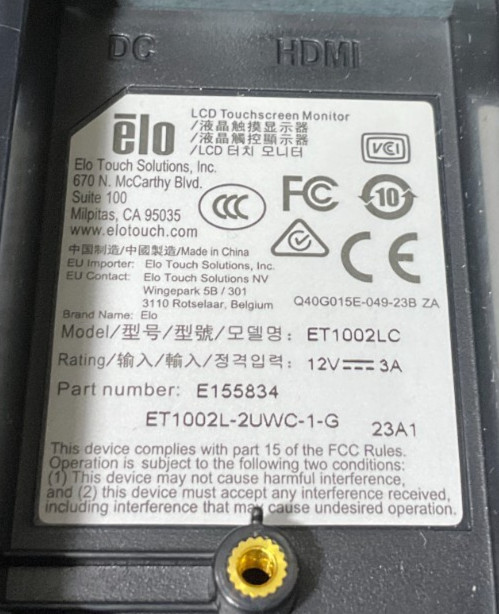 DC HDMI
ēlo
LCD Touchscreen Monitor
/液晶触摸显示器
/液晶觸控顯示器
/LCD 터치 모니터
VCI
Elo Touch Solutions, Inc.
670 N. McCarthy Blvd.
Suite 100
Milpitas, CA 95035
www.elotouch.com
CCC
FC
10
CE
中国制造/中國製造/Made in China
EU Importer: Elo Touch Solutions, Inc.
EU Contact: Elo Touch Solutions NV
Wingepark 5B / 301
3110 Rotselaar, Belgium
Q40G015E-049-23B ZA
Brand Name: Elo
Model/型号/型號/모델명: ET1002LC
Rating/输入/輸入/정격입력: 12V⎓3A
Part number: E155834
ET1002L-2UWC-1-G 23A1
This device complies with part 15 of the FCC Rules.
Operation is subject to the following two conditions:
(1) This device may not cause harmful interference,
and (2) this device must accept any interference received,
including interference that may cause undesired operation.